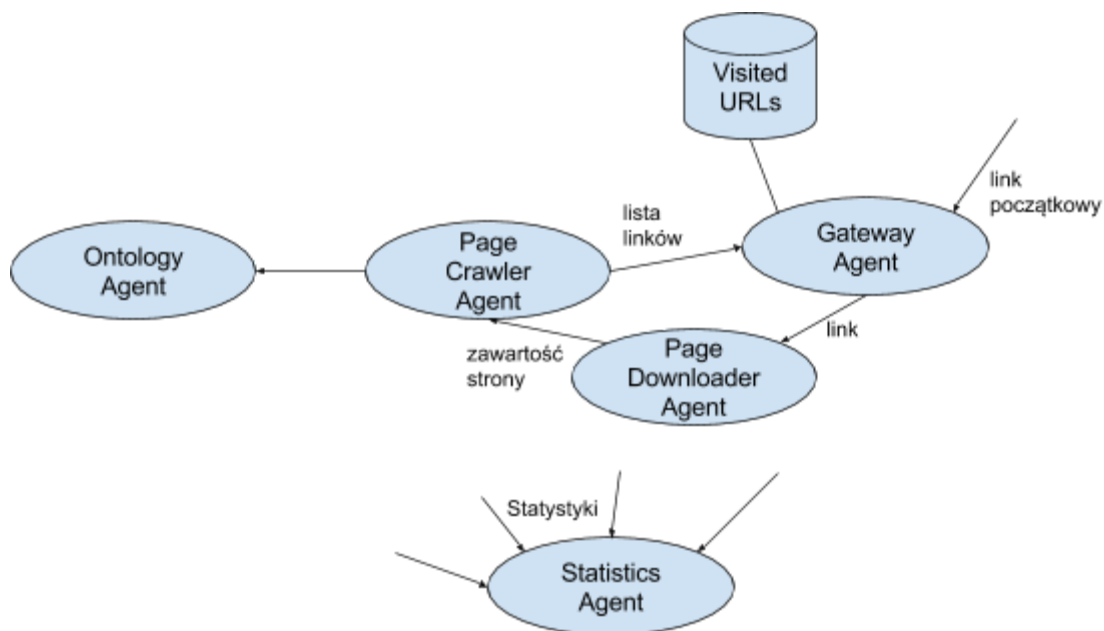 Visited
URLs
link
początkowy
lista
linków
Gateway
Agent
Page
Crawler
Agent
Ontology
Agent
link
zawartość
strony
Page
Downloader
Agent
Statystyki
Statistics
Agent